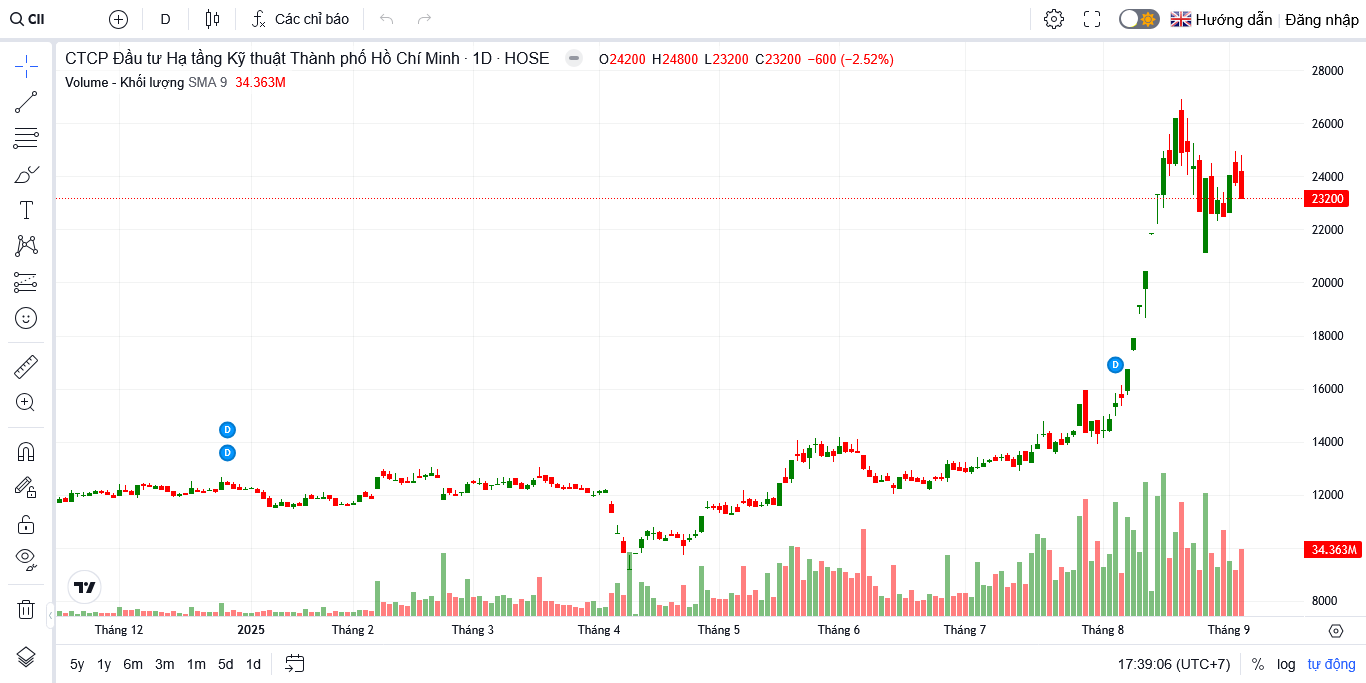 CII D Các chỉ báo Hướng dẫn Đăng nhập
CTCP Đầu tư Hạ tầng Kỹ thuật Thành phố Hồ Chí Minh · 1D · HOSE O24200 H24800 L23200 C23200 −600 (−2.52%)
Volume - Khối lượng SMA 9 34.363M
28000
26000
24000
23200
22000
20000
18000
D
16000
D
14000
D
12000
34.363M
8000
Tháng 12 2025 Tháng 2 Tháng 3 Tháng 4 Tháng 5 Tháng 6 Tháng 7 Tháng 8 Tháng 9
5y 1y 6m 3m 1m 5d 1d 17:39:06 (UTC+7) % log tự động